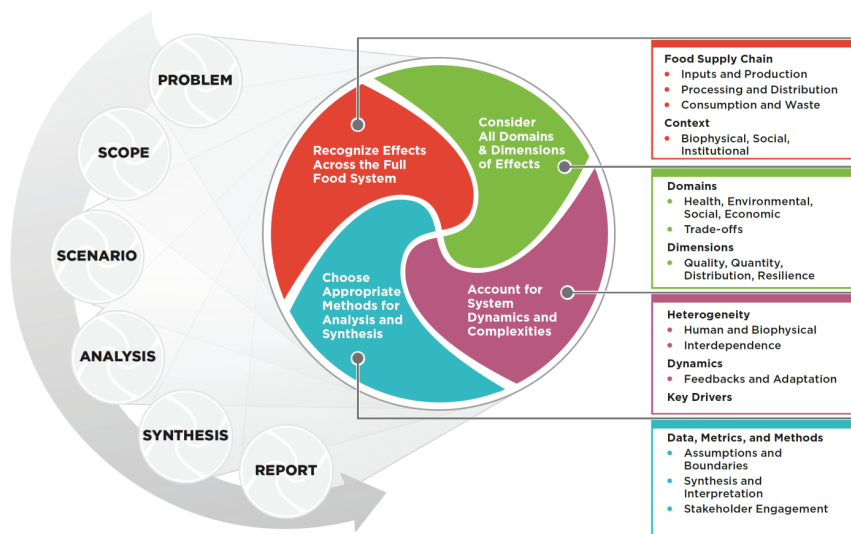 PROBLEM
SCOPE
SCENARIO
ANALYSIS
SYNTHESIS
REPORT
Recognize Effects
Across the Full
Food System
Consider
All Domains
& Dimensions
of Effects
Choose
Appropriate
Methods for
Analysis and
Synthesis
Account for
System
Dynamics and
Complexities
Food Supply Chain
• Inputs and Production
• Processing and Distribution
• Consumption and Waste
Context
• Biophysical, Social,
Institutional
Domains
• Health, Environmental,
Social, Economic
• Trade-offs
Dimensions
• Quality, Quantity,
Distribution, Resilience
Heterogeneity
• Human and Biophysical
• Interdependence
Dynamics
• Feedbacks and Adaptation
Key Drivers
Data, Metrics, and Methods
• Assumptions and
Boundaries
• Synthesis and
Interpretation
• Stakeholder Engagement